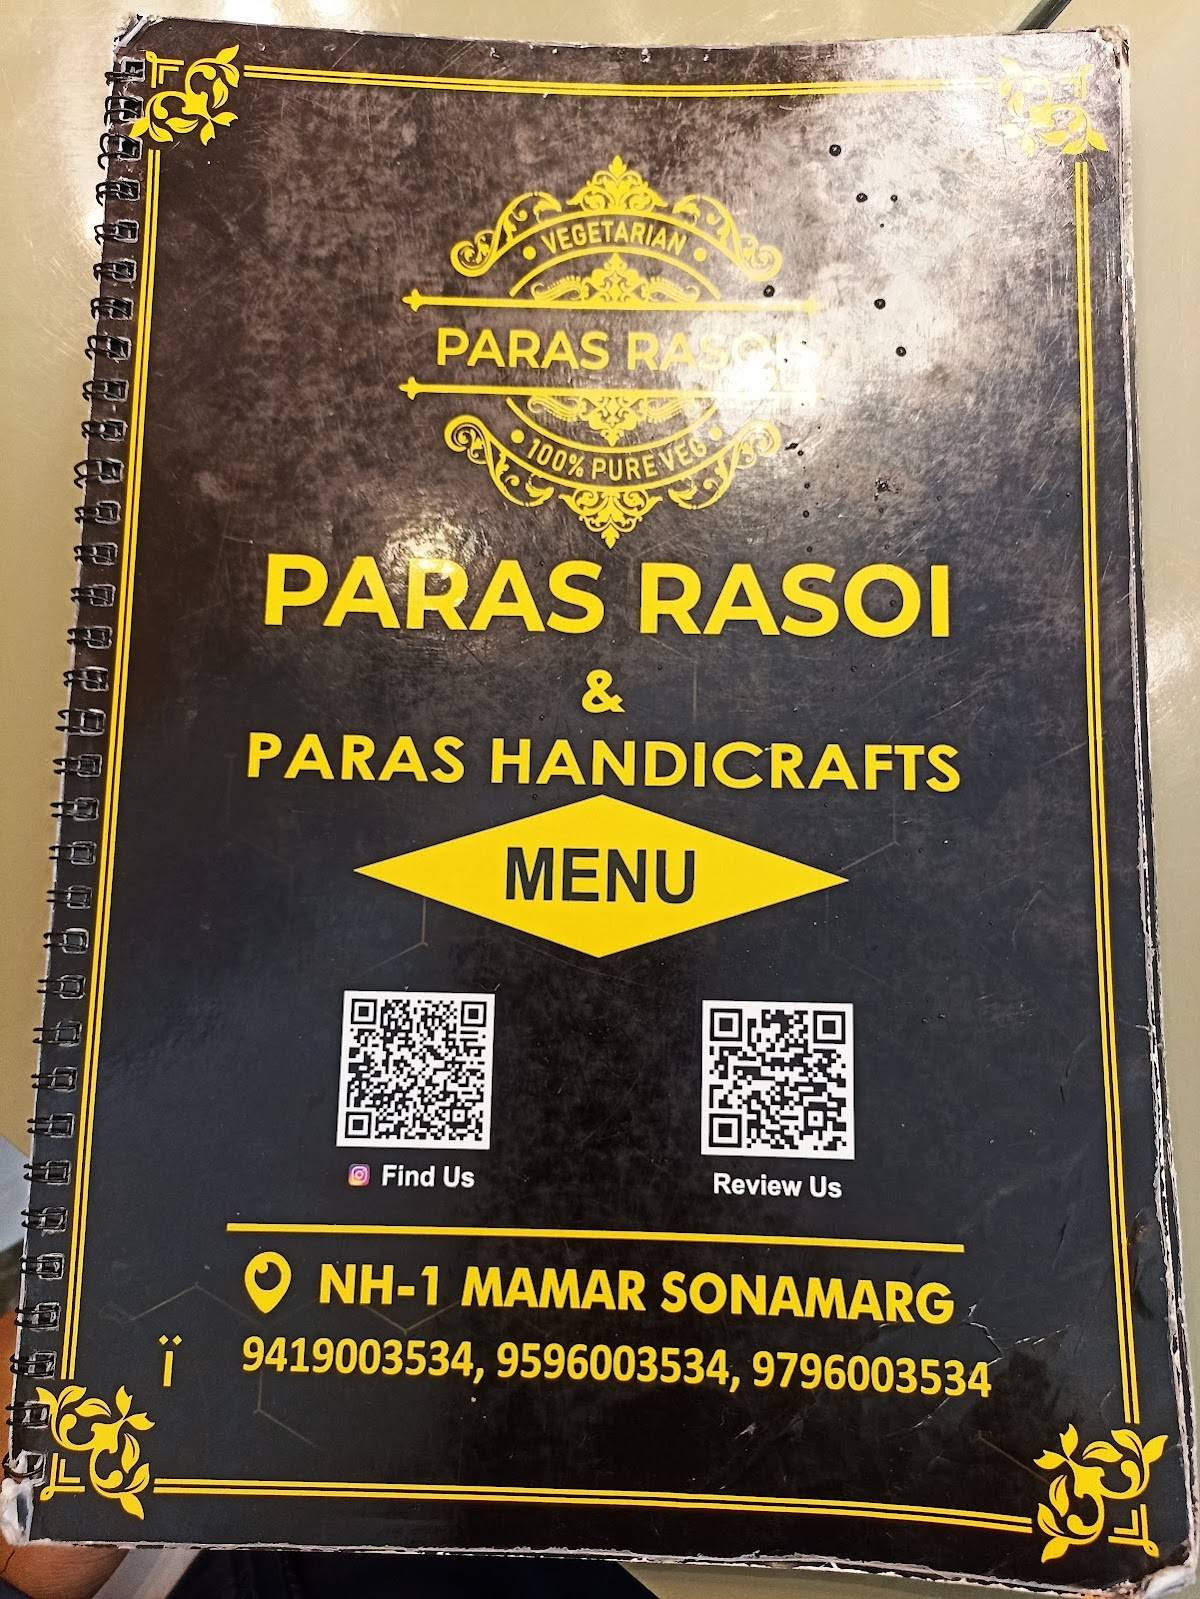 VEGETARIAN
PARAS RASOI
100% PURE VEG
PARAS RASOI
&
PARAS HANDICRAFTS
MENU
Find Us
Review Us
NH-1 MAMAR SONAMARG
ï 9419003534, 9596003534, 9796003534